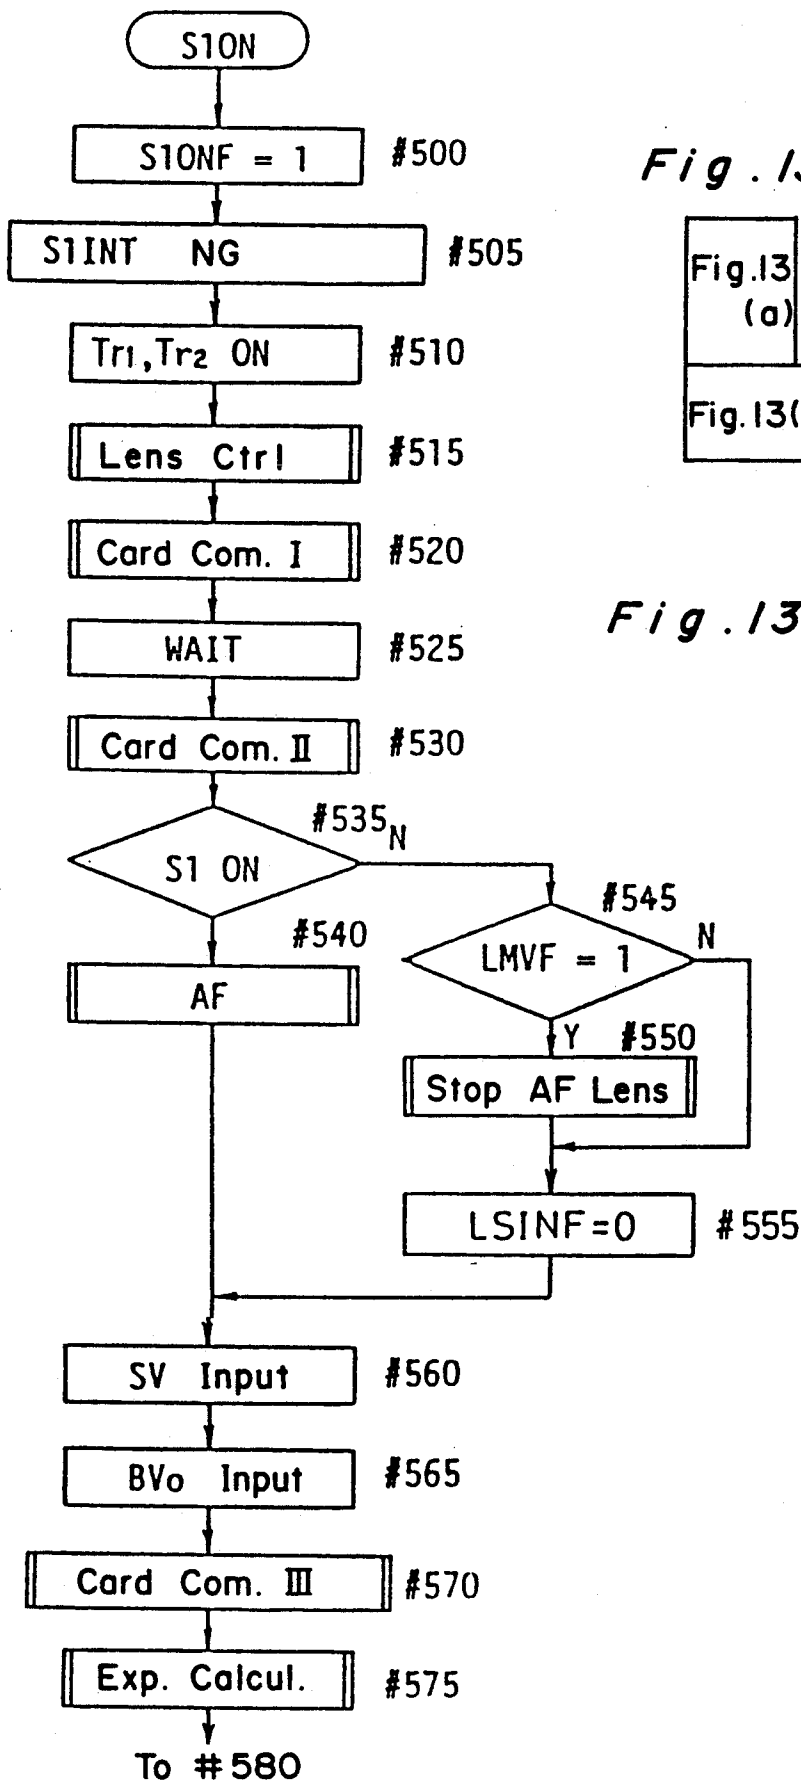 S1ON
S1ONF = 1 #500
S1INT NG #505
Tr1,Tr2 ON #510
Lens Ctrl #515
Card Com. I #520
WAIT #525
Card Com. II #530
#535
S1 ON
N
#540
AF
#545
LMVF = 1
N
Y
#550
Stop AF Lens
LSINF=0 #555
SV Input #560
BVo Input #565
Card Com. III #570
Exp. Calcul. #575
To #580
Fig. 13
Fig.13
(a)
Fig.13(
Fig. 13